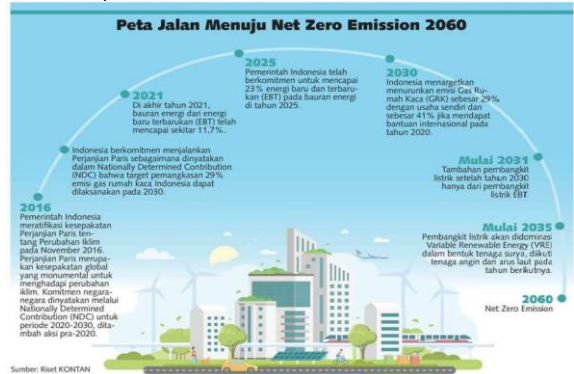 Peta Jalan Menuju Net Zero Emission 2060
2016
Pemerintah Indonesia
meratifikasi kesepakatan
Perjanjian Paris ten-
tang Perubahan Iklim
pada November 2016.
Perjanjian Paris merupa-
kan kesepakatan global
yang monumental untuk
menghadapi perubahan
iklim. Komitmen negara-
negara dinyatakan melalui
Nationally Determined
Contribution (NDC) untuk
periode 2020-2030, dita-
mbah aksi pra-2020.
Indonesia berkomitmen menjalankan
Perjanjian Paris sebagaimana dinyatakan
dalam Nationally Determined Contribution
(NDC) bahwa target pemangkasan 29%
emisi gas rumah kaca Indonesia dapat
dilaksanakan pada 2030.
2021
Di akhir tahun 2021,
bauran energi dari energi
baru terbarukan (EBT) telah
mencapai sekitar 11,7%.
2025
Pemerintah Indonesia telah
berkomitmen untuk mencapai
23% energi baru dan terbaru-
kan (EBT) pada bauran energi
di tahun 2025.
2030
Indonesia menargetkan
menurunkan emisi Gas Ru-
mah Kaca (GRK) sebesar 29%
dengan usaha sendiri dan
sebesar 41% jika mendapat
bantuan internasional pada
tahun 2020.
Mulai 2031
Tambahan pembangkit
listrik setelah tahun 2030
hanya dari pembangkit
listrik EBT.
Mulai 2035
Pembangkit listrik akan didominasi
Variable Renewable Energy (VRE)
dalam bentuk tenaga surya, diikuti
tenaga angin dan arus laut pada
tahun berikutnya.
2060
Net Zero Emission
Sumber: Riset KONTAN